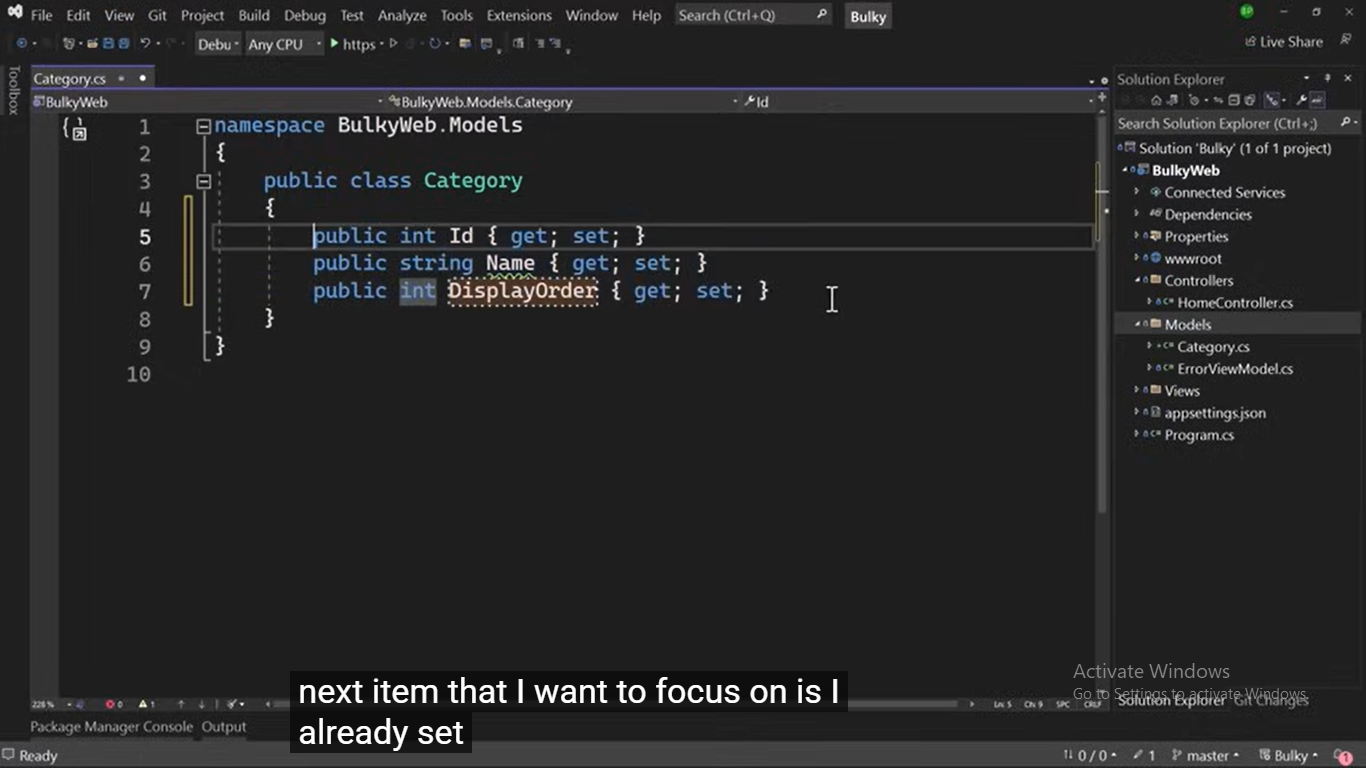 File Edit View Git Project Build Debug Test Analyze Tools Extensions Window Help Search (Ctrl+Q) Bulky
Debu Any CPU https Live Share
Toolbox
Category.cs
BulkyWeb BulkyWeb.Models.Category Id
1 namespace BulkyWeb.Models
2 {
3 public class Category
4 {
5 public int Id { get; set; }
6 public string Name { get; set; }
7 public int DisplayOrder { get; set; }
8 }
9 }
10
Solution Explorer
Search Solution Explorer (Ctrl+;)
Solution 'Bulky' (1 of 1 project)
BulkyWeb
Connected Services
Dependencies
Properties
wwwroot
Controllers
HomeController.cs
Models
Category.cs
ErrorViewModel.cs
Views
appsettings.json
Program.cs
next item that I want to focus on is I
already set
Activate Windows
Go to Settings to activate Windows.
228% 0 1 Ln: 5 Ch: 9 SPC CRLF
Solution Explorer Git Changes
Package Manager Console Output
Ready 0 / 0 1 master Bulky 1